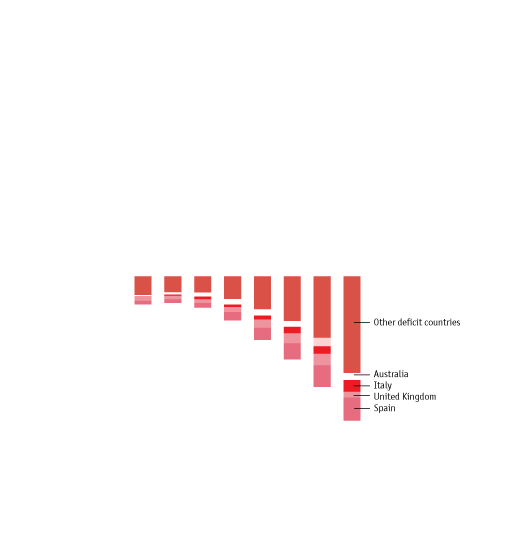 Other deficit countries
Australia
Italy
United Kingdom
Spain